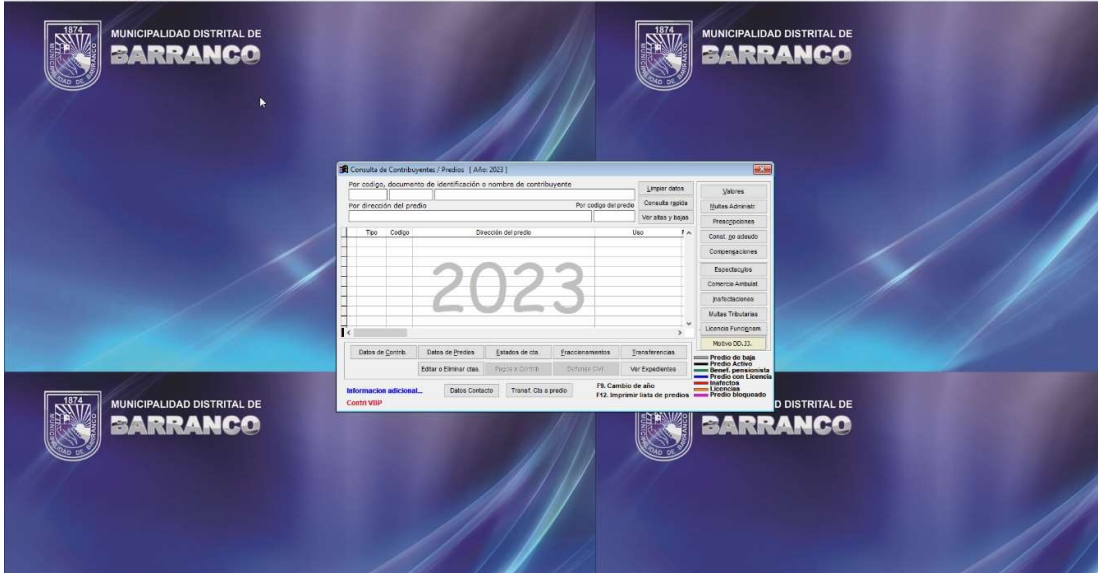 1874
MUNICIPALIDAD DISTRITAL DE
BARRANCO
1874
MUNICIPALIDAD DISTRITAL DE
BARRANCO
Consulta de Contribuyentes / Predios [ Año: 2023 ]
Por codigo, documento de identificación o nombre de contribuyente
Limpiar datos
Por dirección del predio
Por codigo del predio
Consulta rapida
Ver altas y bajas
Tipo Codigo Dirección del predio Uso
2023
Valores
Multas Administr.
Prescripciones
Const. no adeudo
Compensaciones
Espectaculos
Comercio Ambulat.
Inafectaciones
Multas Tributarias
Licencia Funcionam.
Motivo DD.JJ.
Datos de Contrib. Datos de Predios Estados de cta. Fraccionamentos Transferencias
Editar o Eliminar ctas. Pagos x Contrib. Defensa Civil Ver Expedientes
Informacion adicional... Datos Contacto Transf. Cta a predio
F9. Cambio de año
F12. Imprimir lista de predios
Contri VBP
Predio de baja
Predio Activo
Benef. pensionista
Predio con Licencia
Inafectos
Licencias
Predio bloqueado
1874
MUNICIPALIDAD DISTRITAL DE
BARRANCO
D DISTRITAL DE
BARRANCO